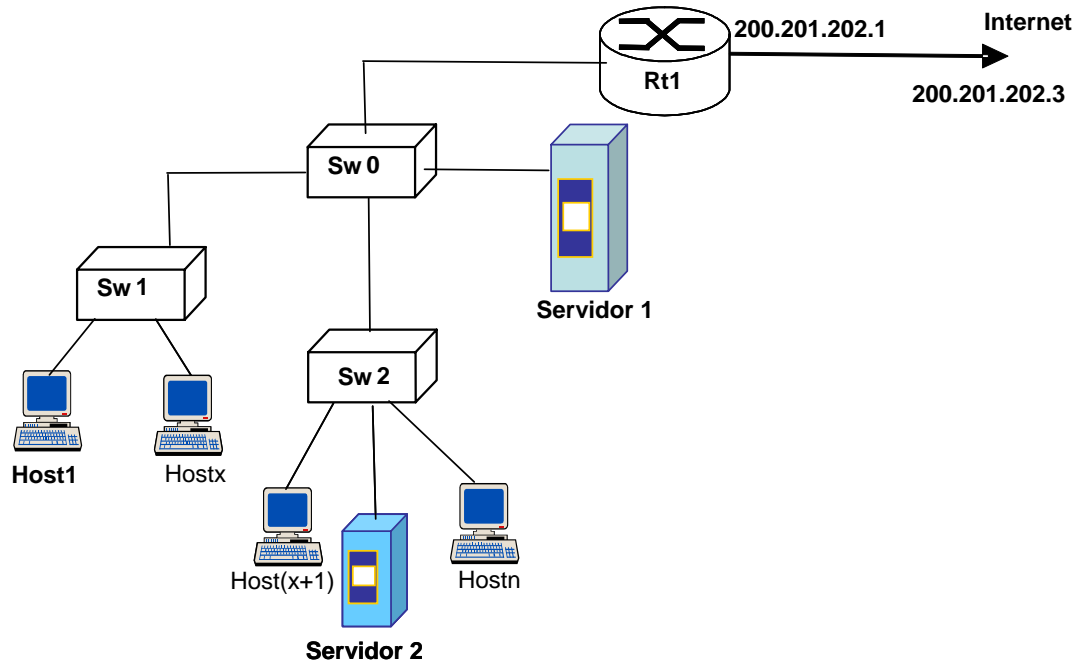 200.201.202.1
Internet
Rt1
200.201.202.3
Sw 0
Sw 1
Servidor 1
Sw 2
Host1
Hostx
Host(x+1)
Hostn
Servidor 2